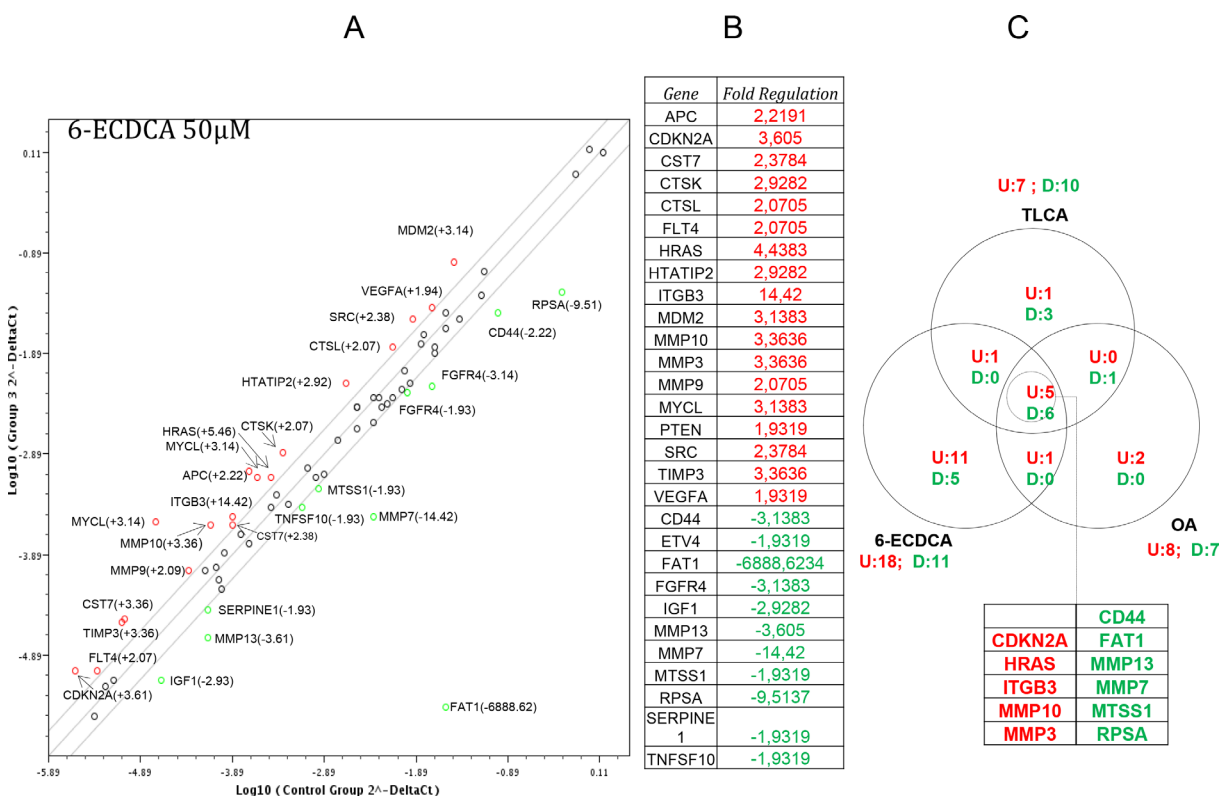 A
B
C
6-ECDCA 50µM
0.11
-0.89
-1.89
-2.89
-3.89
-4.89
Log10 (Group 3 2^-DeltaCt)
MDM2(+3.14)
VEGFA(+1.94)
RPSA(-9.51)
SRC(+2.38)
CD44(-2.22)
CTSL(+2.07)
FGFR4(-3.14)
HTATIP2(+2.92)
FGFR4(-1.93)
CTSK(+2.07)
HRAS(+5.46)
MYCL(+3.14)
APC(+2.22)
MTSS1(-1.93)
ITGB3(+14.42)
TNFSF10(-1.93)
MMP7(-14.42)
MYCL(+3.14)
CST7(+2.38)
MMP10(+3.36)
MMP9(+2.09)
CST7(+3.36)
SERPINE1(-1.93)
TIMP3(+3.36)
MMP13(-3.61)
FLT4(+2.07)
IGF1(-2.93)
CDKN2A(+3.61)
FAT1(-6888.62)
-5.89 -4.89 -3.89 -2.89 -1.89 -0.89 0.11
Log10 (Control Group 2^-DeltaCt)
Gene Fold Regulation
APC 2,2191
CDKN2A 3,605
CST7 2,3784
CTSK 2,9282
CTSL 2,0705
FLT4 2,0705
HRAS 4,4383
HTATIP2 2,9282
ITGB3 14,42
MDM2 3,1383
MMP10 3,3636
MMP3 3,3636
MMP9 2,0705
MYCL 3,1383
PTEN 1,9319
SRC 2,3784
TIMP3 3,3636
VEGFA 1,9319
CD44 -3,1383
ETV4 -1,9319
FAT1 -6888,6234
FGFR4 -3,1383
IGF1 -2,9282
MMP13 -3,605
MMP7 -14,42
MTSS1 -1,9319
RPSA -9,5137
SERPINE
1 -1,9319
TNFSF10 -1,9319
U:7 ; D:10
TLCA
U:1
D:3
U:1
D:0
U:0
D:1
U:5
D:6
U:11
D:5
U:1
D:0
U:2
D:0
6-ECDCA
U:18; D:11
OA
U:8; D:7
CD44
CDKN2A FAT1
HRAS MMP13
ITGB3 MMP7
MMP10 MTSS1
MMP3 RPSA